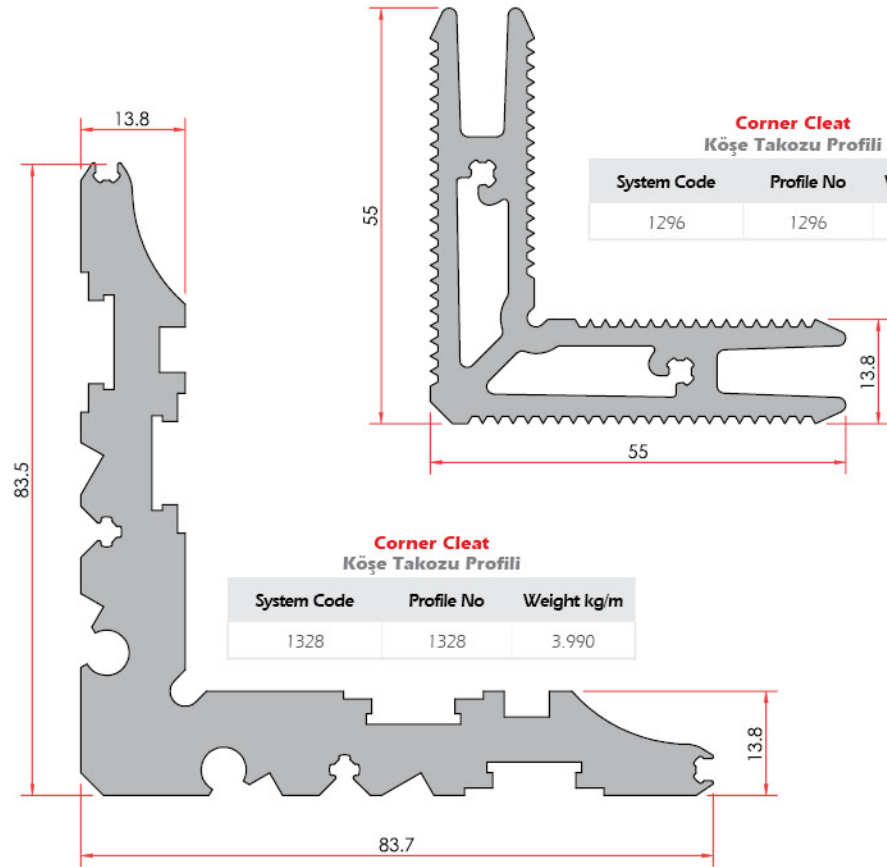 13.8
83.5
83.7
13.8
55
55
13.8
Corner Cleat
Köşe Takozu Profili
System Code Profile No
1296 1296
Corner Cleat
Köşe Takozu Profili
System Code Profile No Weight kg/m
1328 1328 3.990